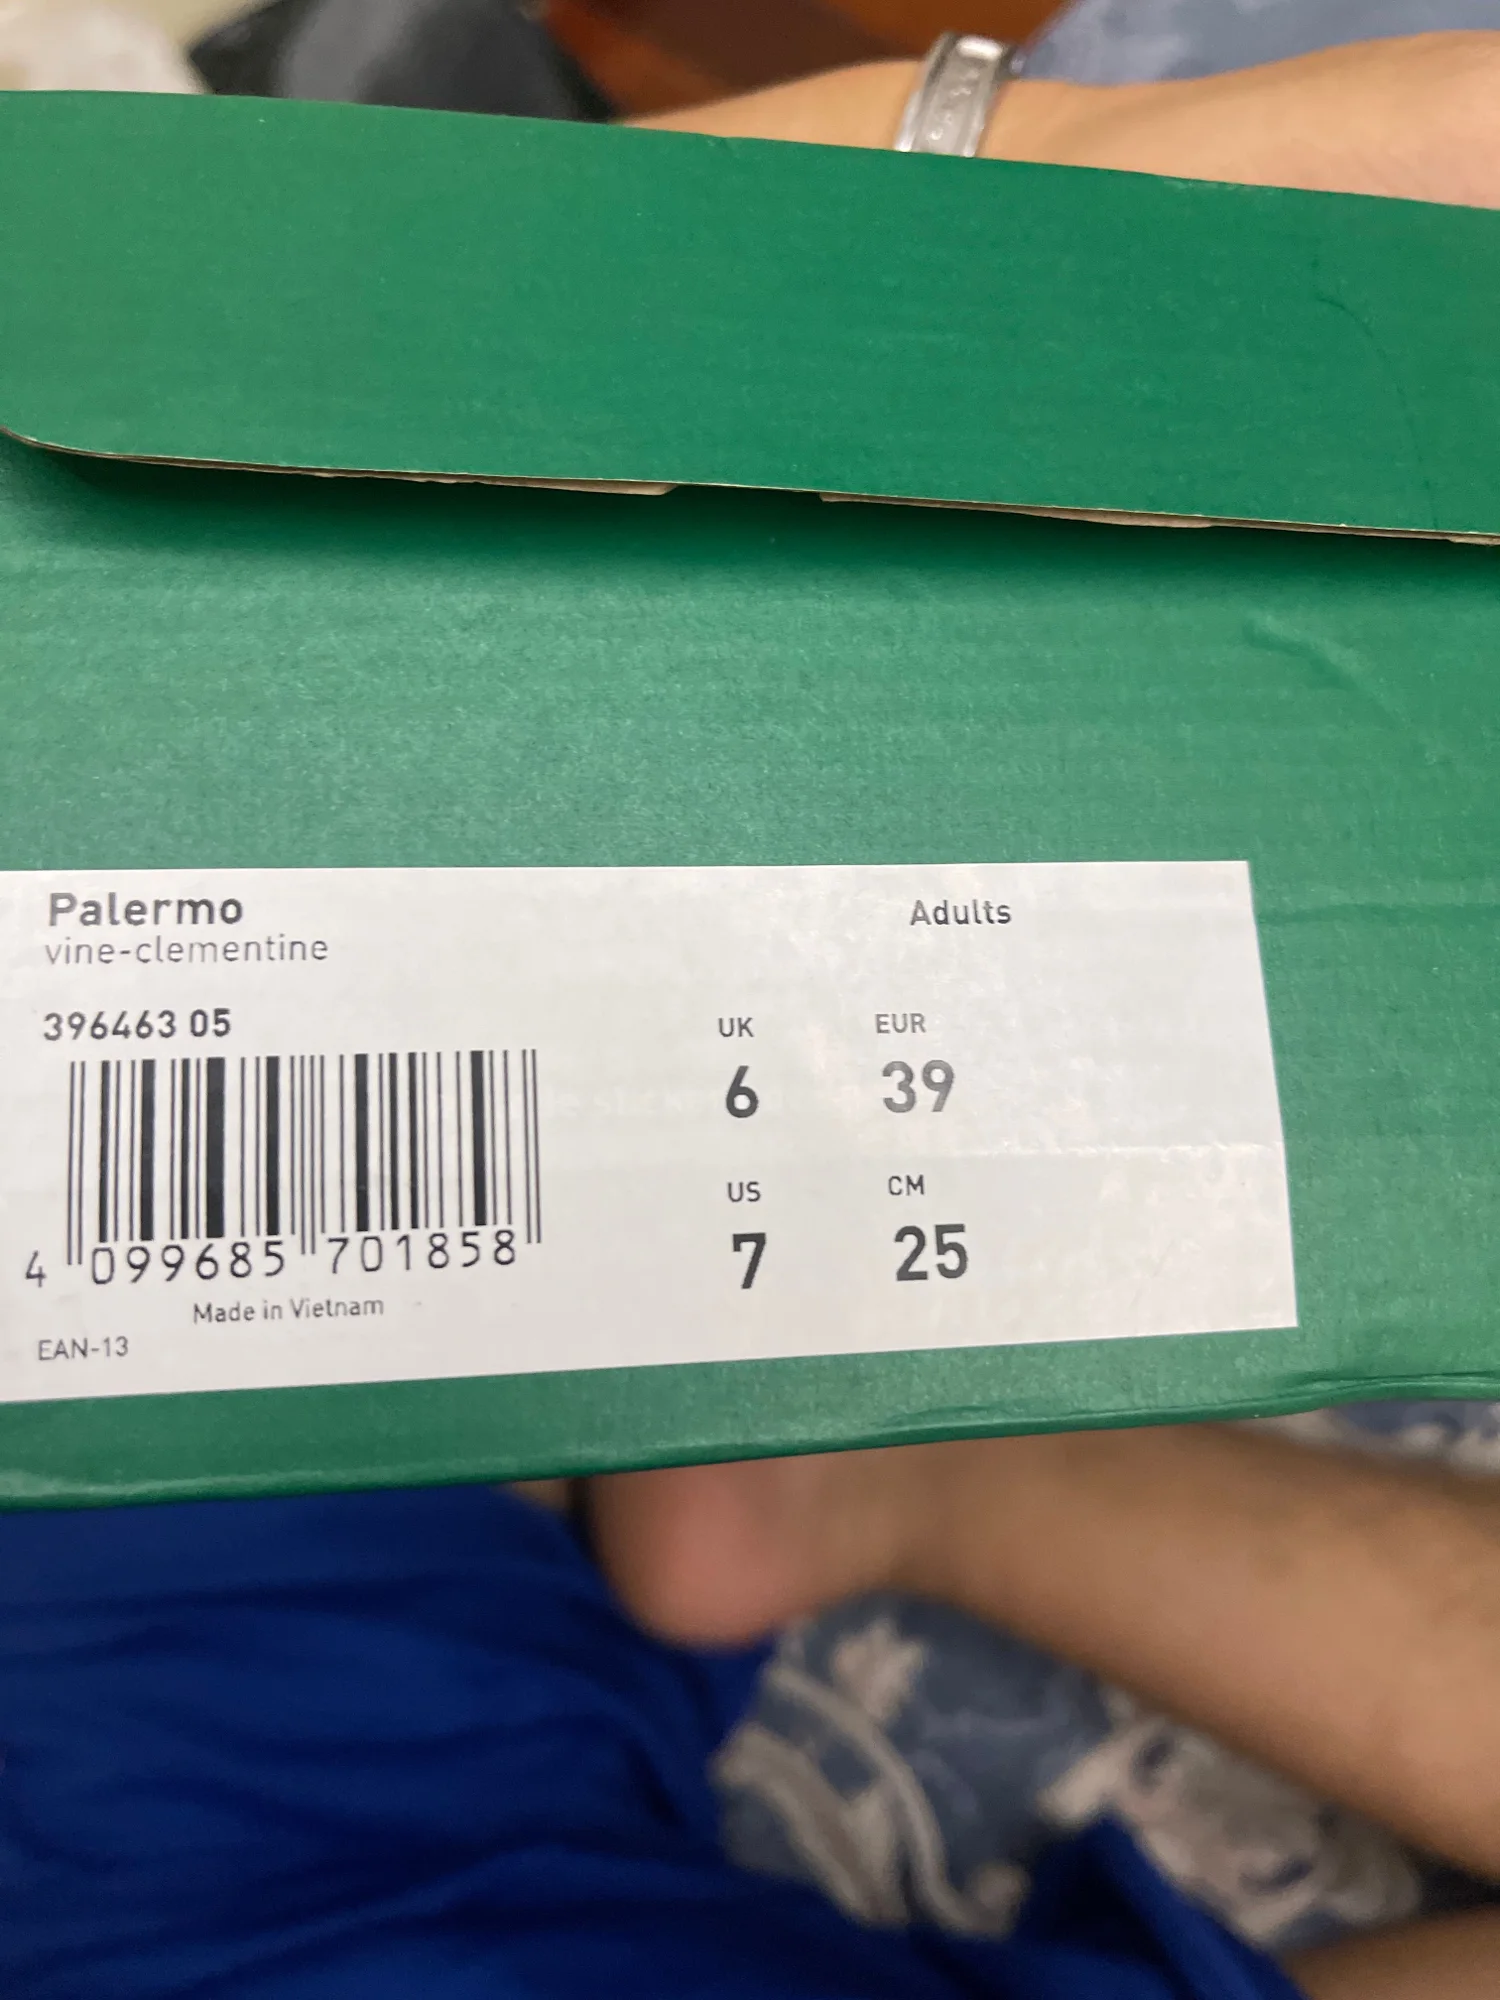 Palermo
vine-clementine
Adults
396463 05
UK EUR
6 39
US CM
7 25
4 099685 701858
Made in Vietnam
EAN-13